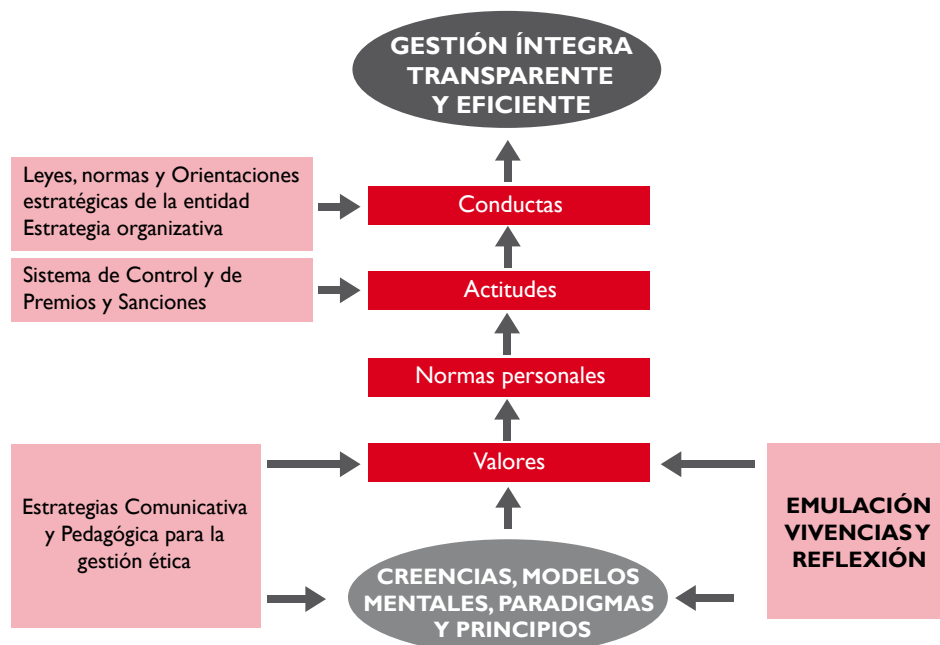 GESTIÓN ÍNTEGRA
TRANSPARENTE
Y EFICIENTE
Leyes, normas y Orientaciones
estratégicas de la entidad
Estrategia organizativa
Conductas
Sistema de Control y de
Premios y Sanciones
Actitudes
Normas personales
Valores
Estrategias Comunicativa
y Pedagógica para la
gestión ética
EMULACIÓN
VIVENCIAS Y
REFLEXIÓN
CREENCIAS, MODELOS
MENTALES, PARADIGMAS
Y PRINCIPIOS